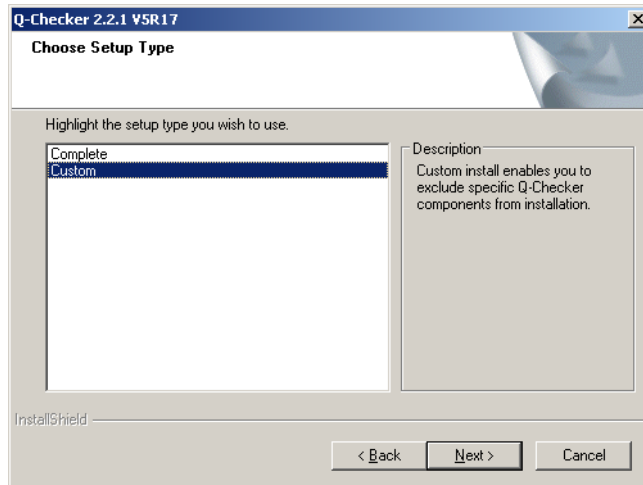 Q-Checker 2.2.1 V5R17
Choose Setup Type
Highlight the setup type you wish to use.
Complete
Custom
Description
Custom install enables you to
exclude specific Q-Checker
components from installation.
InstallShield
< Back
Next >
Cancel